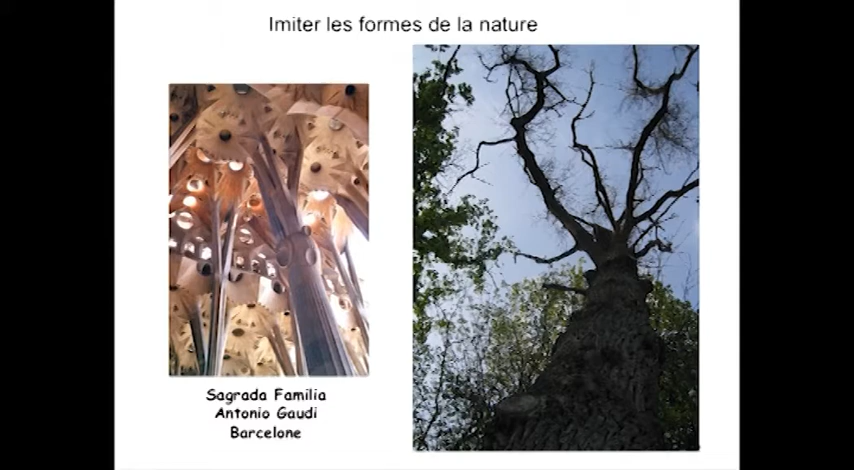 Imiter les formes de la nature
Sagrada Familia
Antonio Gaudi
Barcelone